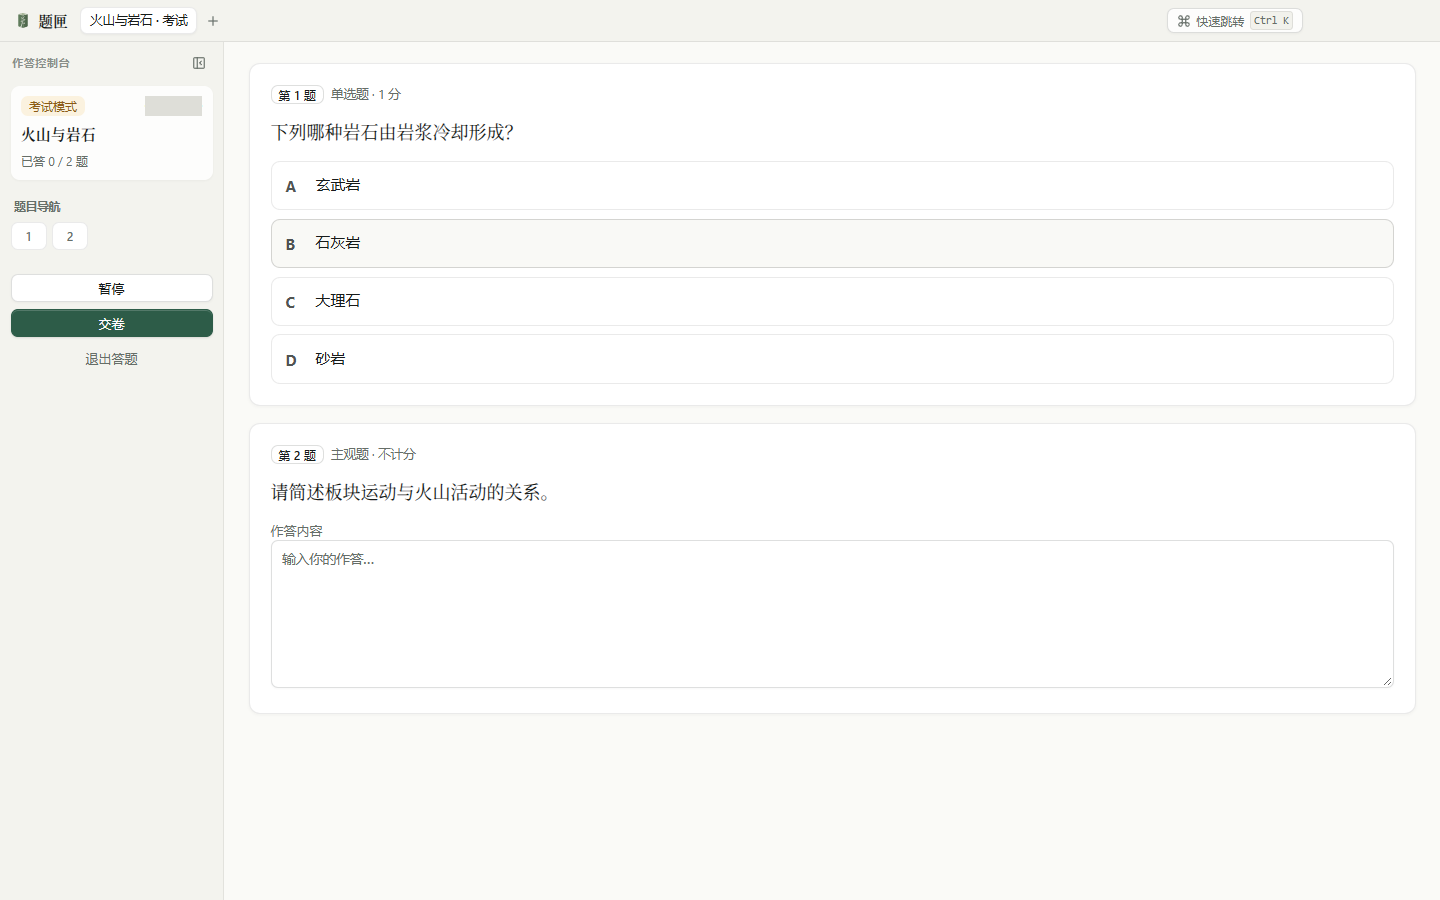 题匣
火山与岩石 · 考试
快速跳转 Ctrl K
作答控制台
考试模式
火山与岩石
已答 0 / 2 题
题目导航
1 2
暂停
交卷
退出答题
第 1 题 单选题 · 1 分
下列哪种岩石由岩浆冷却形成？
A 玄武岩
B 石灰岩
C 大理石
D 砂岩
第 2 题 主观题 · 不计分
请简述板块运动与火山活动的关系。
作答内容
输入你的作答...